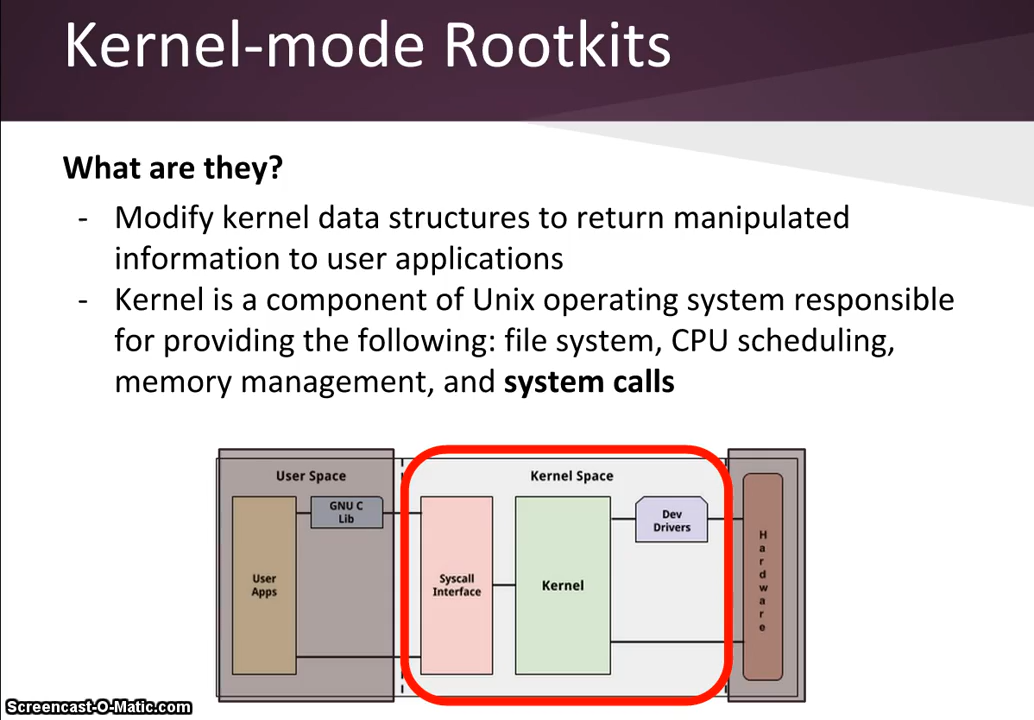 Kernel-mode Rootkits
What are they?
- Modify kernel data structures to return manipulated
information to user applications
- Kernel is a component of Unix operating system responsible
for providing the following: file system, CPU scheduling,
memory management, and system calls
User Space
Kernel Space
GNU C
Lib
Dev
Drivers
User
Apps
Syscall
Interface
Kernel
Hardware
Screencast-O-Matic.com